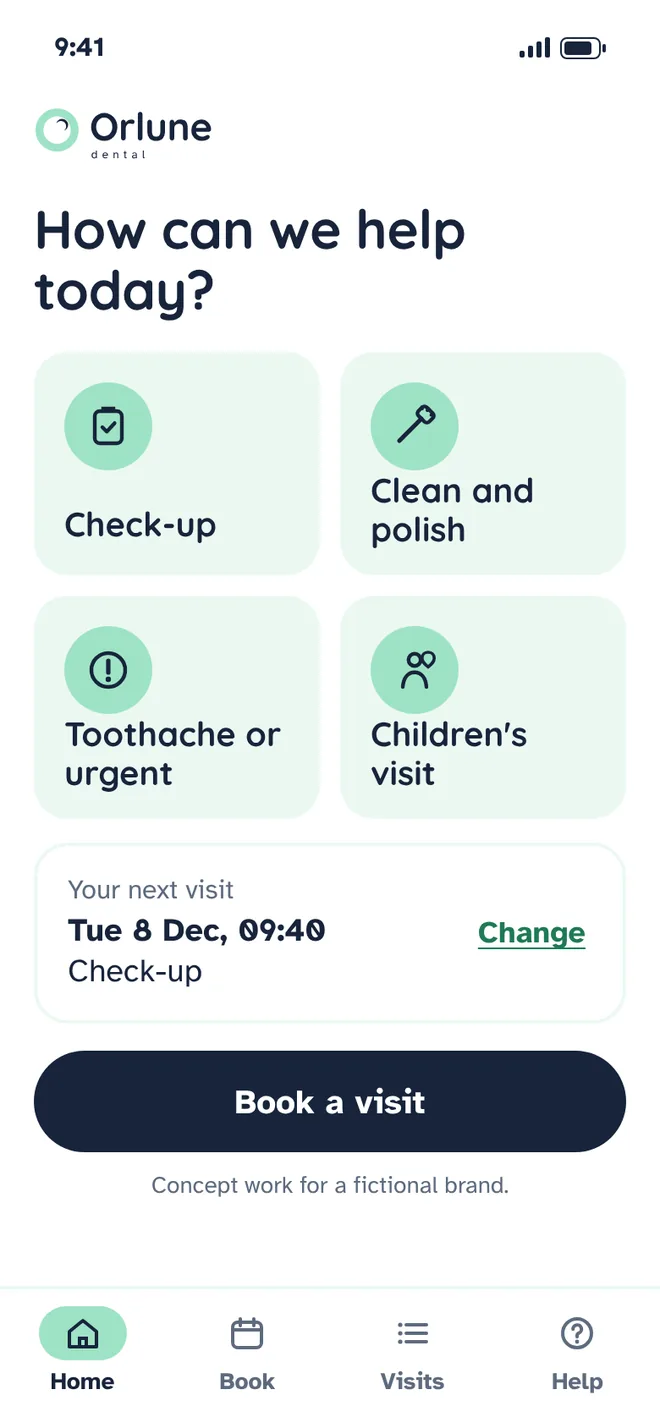 9:41
Orlune
dental
How can we help
today?
Check-up
Clean and
polish
Toothache or
urgent
Children's
visit
Your next visit
Tue 8 Dec, 09:40
Change
Check-up
Book a visit
Concept work for a fictional brand.
Home
Book
Visits
Help